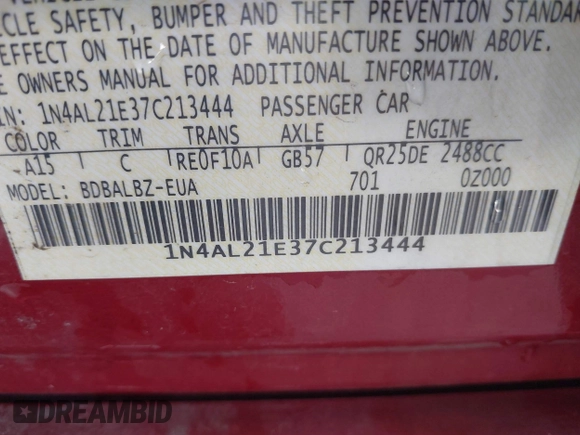 CLE SAFETY, BUMPER AND THEFT PREVENTION STANDA
EFFECT ON THE DATE OF MANUFACTURE SHOWN ABOVE.
OWNERS MANUAL FOR ADDITIONAL INFORMATION.
IN: 1N4AL21E37C213444 PASSENGER CAR
COLOR TRIM TRANS AXLE ENGINE
A15 C RE0F10A GB57 QR25DE 2488CC
MODEL: BDBALBZ-EUA 701 0Z000
1N4AL21E37C213444
DREAMBID